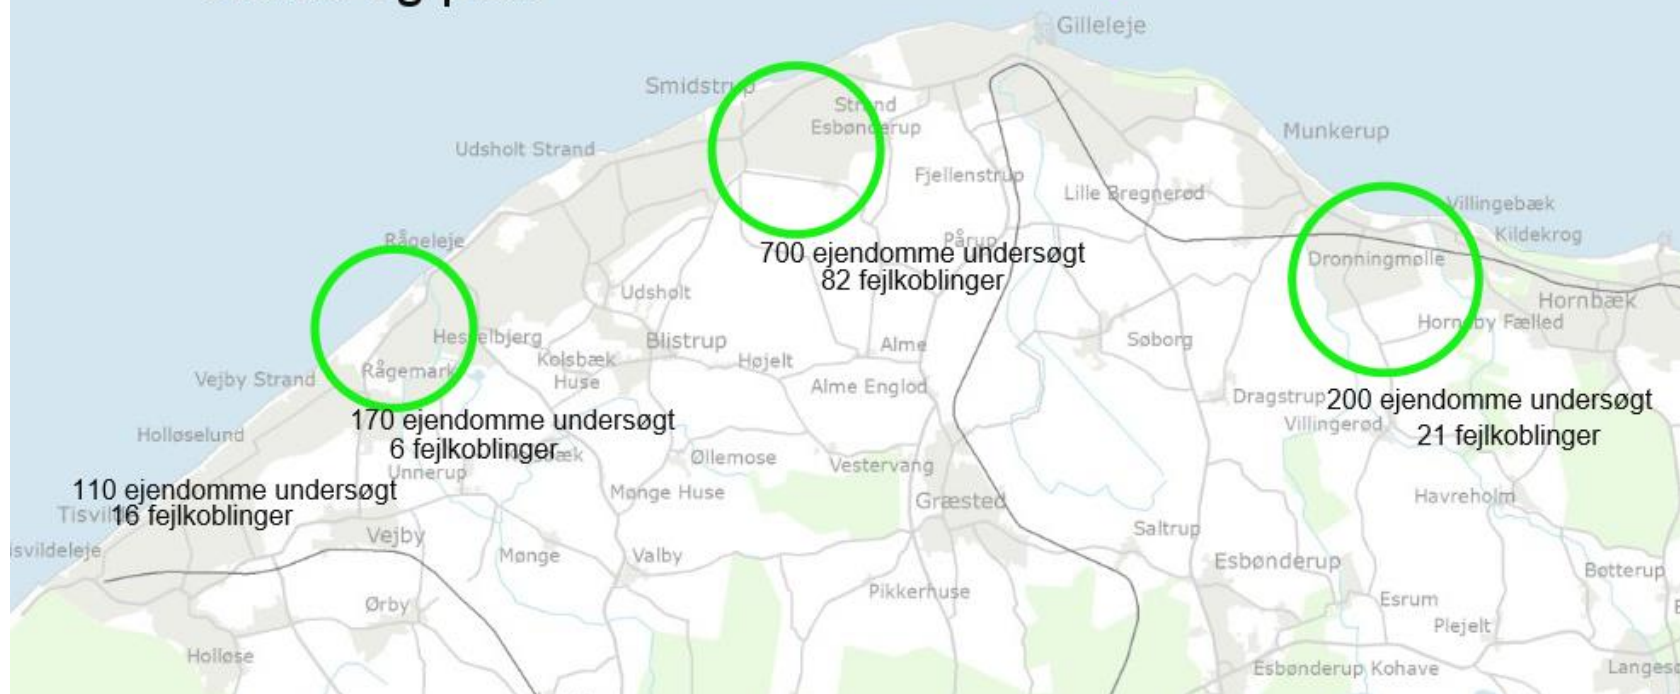 Gilleleje
Smidstrup
Strand
Esbønderup
Munkerup
Udsholt Strand
Fjellenstrup
Lille Bregnerød
Villingebæk
Kildekrog
Rågeleje
Pårup
700 ejendomme undersøgt
82 fejlkoblinger
Dronningmølle
Udsholt
Hornbæk
Horneby Fælled
Hesselbjerg
Blistrup
Alme
Søborg
Kolsbæk
Huse
Højelt
Rågemark
Vejby Strand
Alme Englod
Dragstrup
200 ejendomme undersøgt
21 fejlkoblinger
Villingerød
170 ejendomme undersøgt
6 fejlkoblinger
Holløselund
Unnerup
Øllemose
Vestervang
110 ejendomme undersøgt
16 fejlkoblinger
Mønge Huse
Græsted
Havreholm
Vejby
Saltrup
isvildeleje
Mønge
Valby
Esbønderup
Bøtterup
Pikkerhuse
Ørby
Esrum
Plejelt
Holløse
Esbønderup Kohave
Langesø